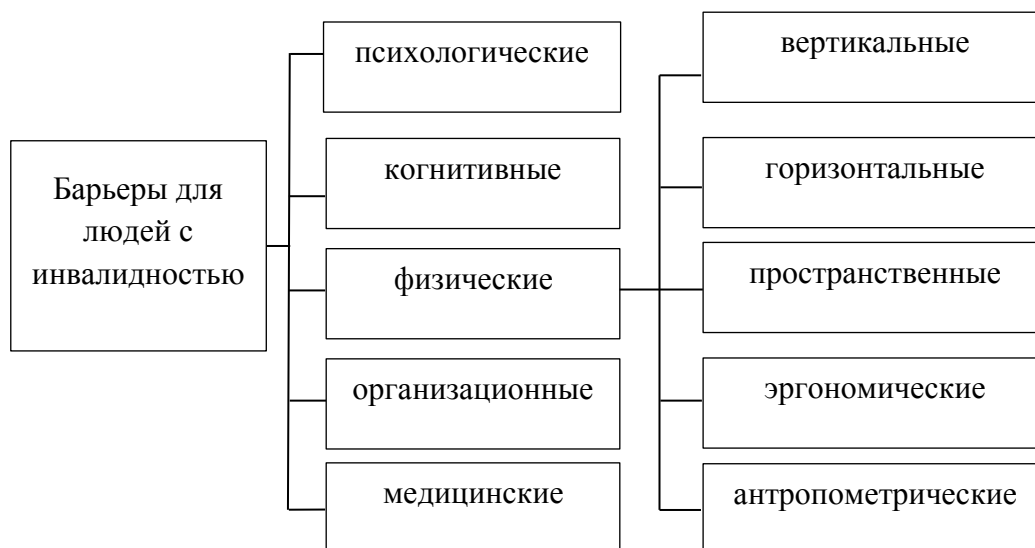 Барьеры для
людей с
инвалидностью
психологические
когнитивные
физические
организационные
медицинские
вертикальные
горизонтальные
пространственные
эргономические
антропометрические